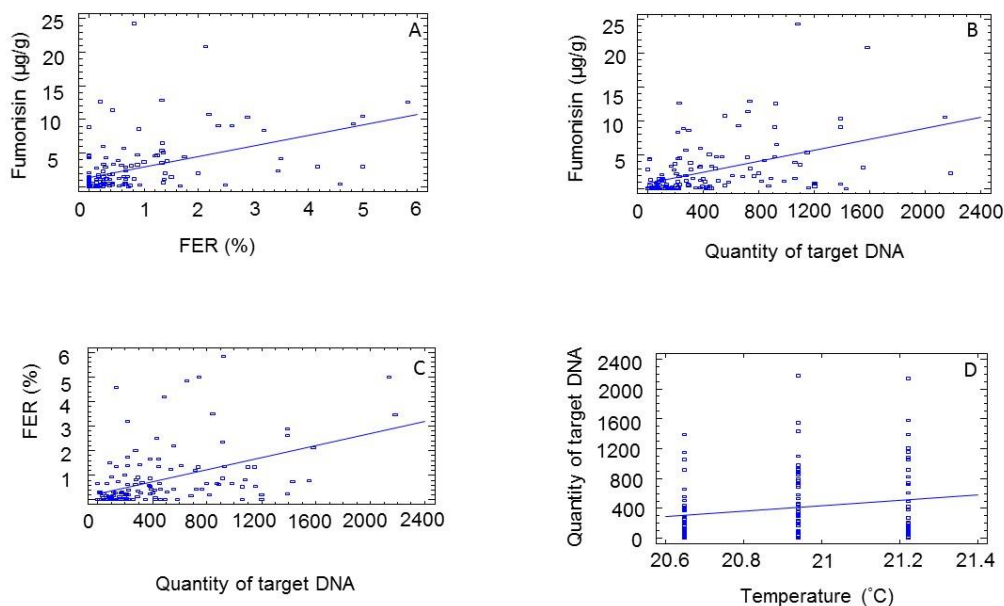 A
Fumonisin (µg/g)
25
20
15
10
5
0 1 2 3 4 5 6
FER (%)
B
Fumonisin (µg/g)
25
20
15
10
5
0 400 800 1200 1600 2000 2400
Quantity of target DNA
C
FER (%)
6
5
4
3
2
1
0 400 800 1200 1600 2000 2400
Quantity of target DNA
D
Quantity of target DNA
2400
2000
1600
1200
800
400
0
20.6 20.8 21 21.2 21.4
Temperature (°C)